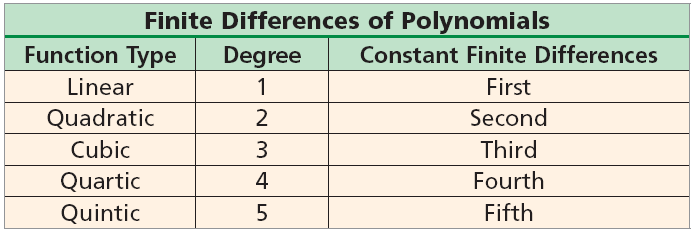 Finite Differences of Polynomials
Function Type Degree Constant Finite Differences
Linear 1 First
Quadratic 2 Second
Cubic 3 Third
Quartic 4 Fourth
Quintic 5 Fifth